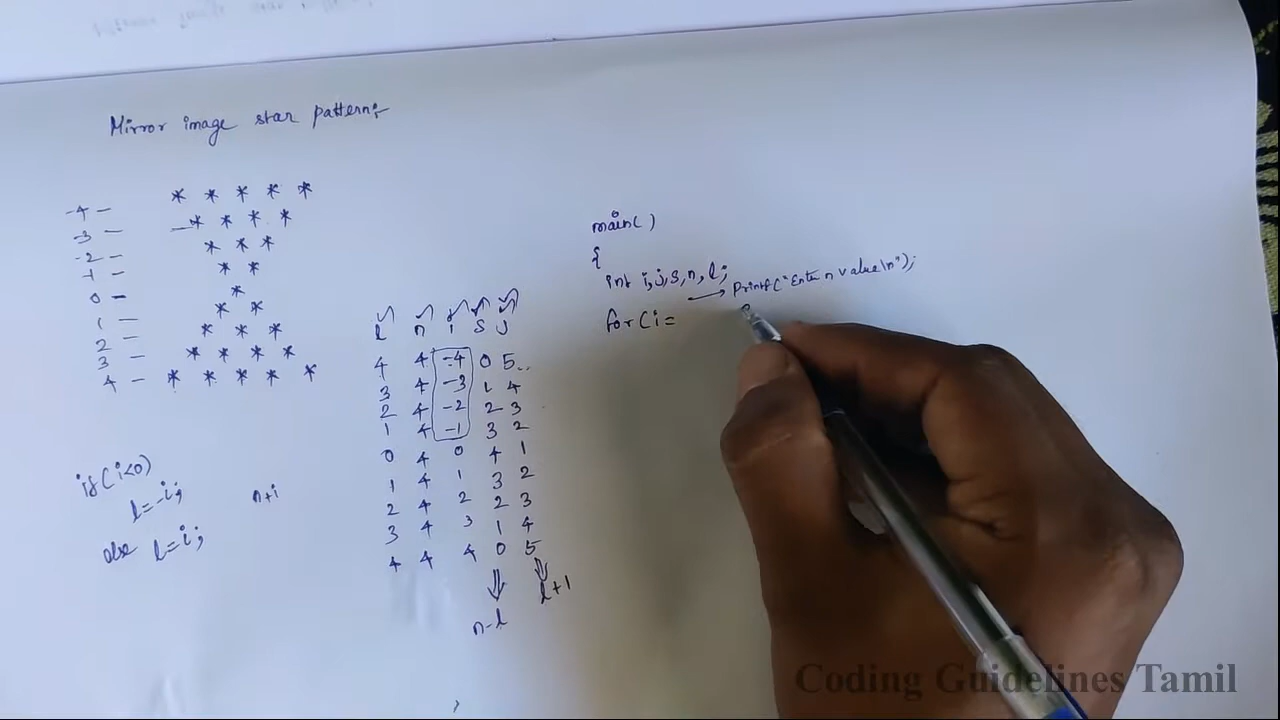 Mirror image star pattern:-
-4 - * * * * *
-3 - - * * * *
-2 - * * *
-1 - * *
0 - *
1 - * *
2 - * * *
3 - * * * *
4 - * * * * *
if(i<0)
l=-i;
else l=i;
n+i
l n i s j
4 4 -4 0 5..
3 4 -3 1 4
2 4 -2 2 3
1 4 -1 3 2
0 4 0 4 1
1 4 1 3 2
2 4 2 2 3
3 4 3 1 4
4 4 4 0 5
n-l
l+1
main( )
{
int i,j,s,n,l;
printf("Enter n value\n");
for(i=
Coding Guidelines Tamil